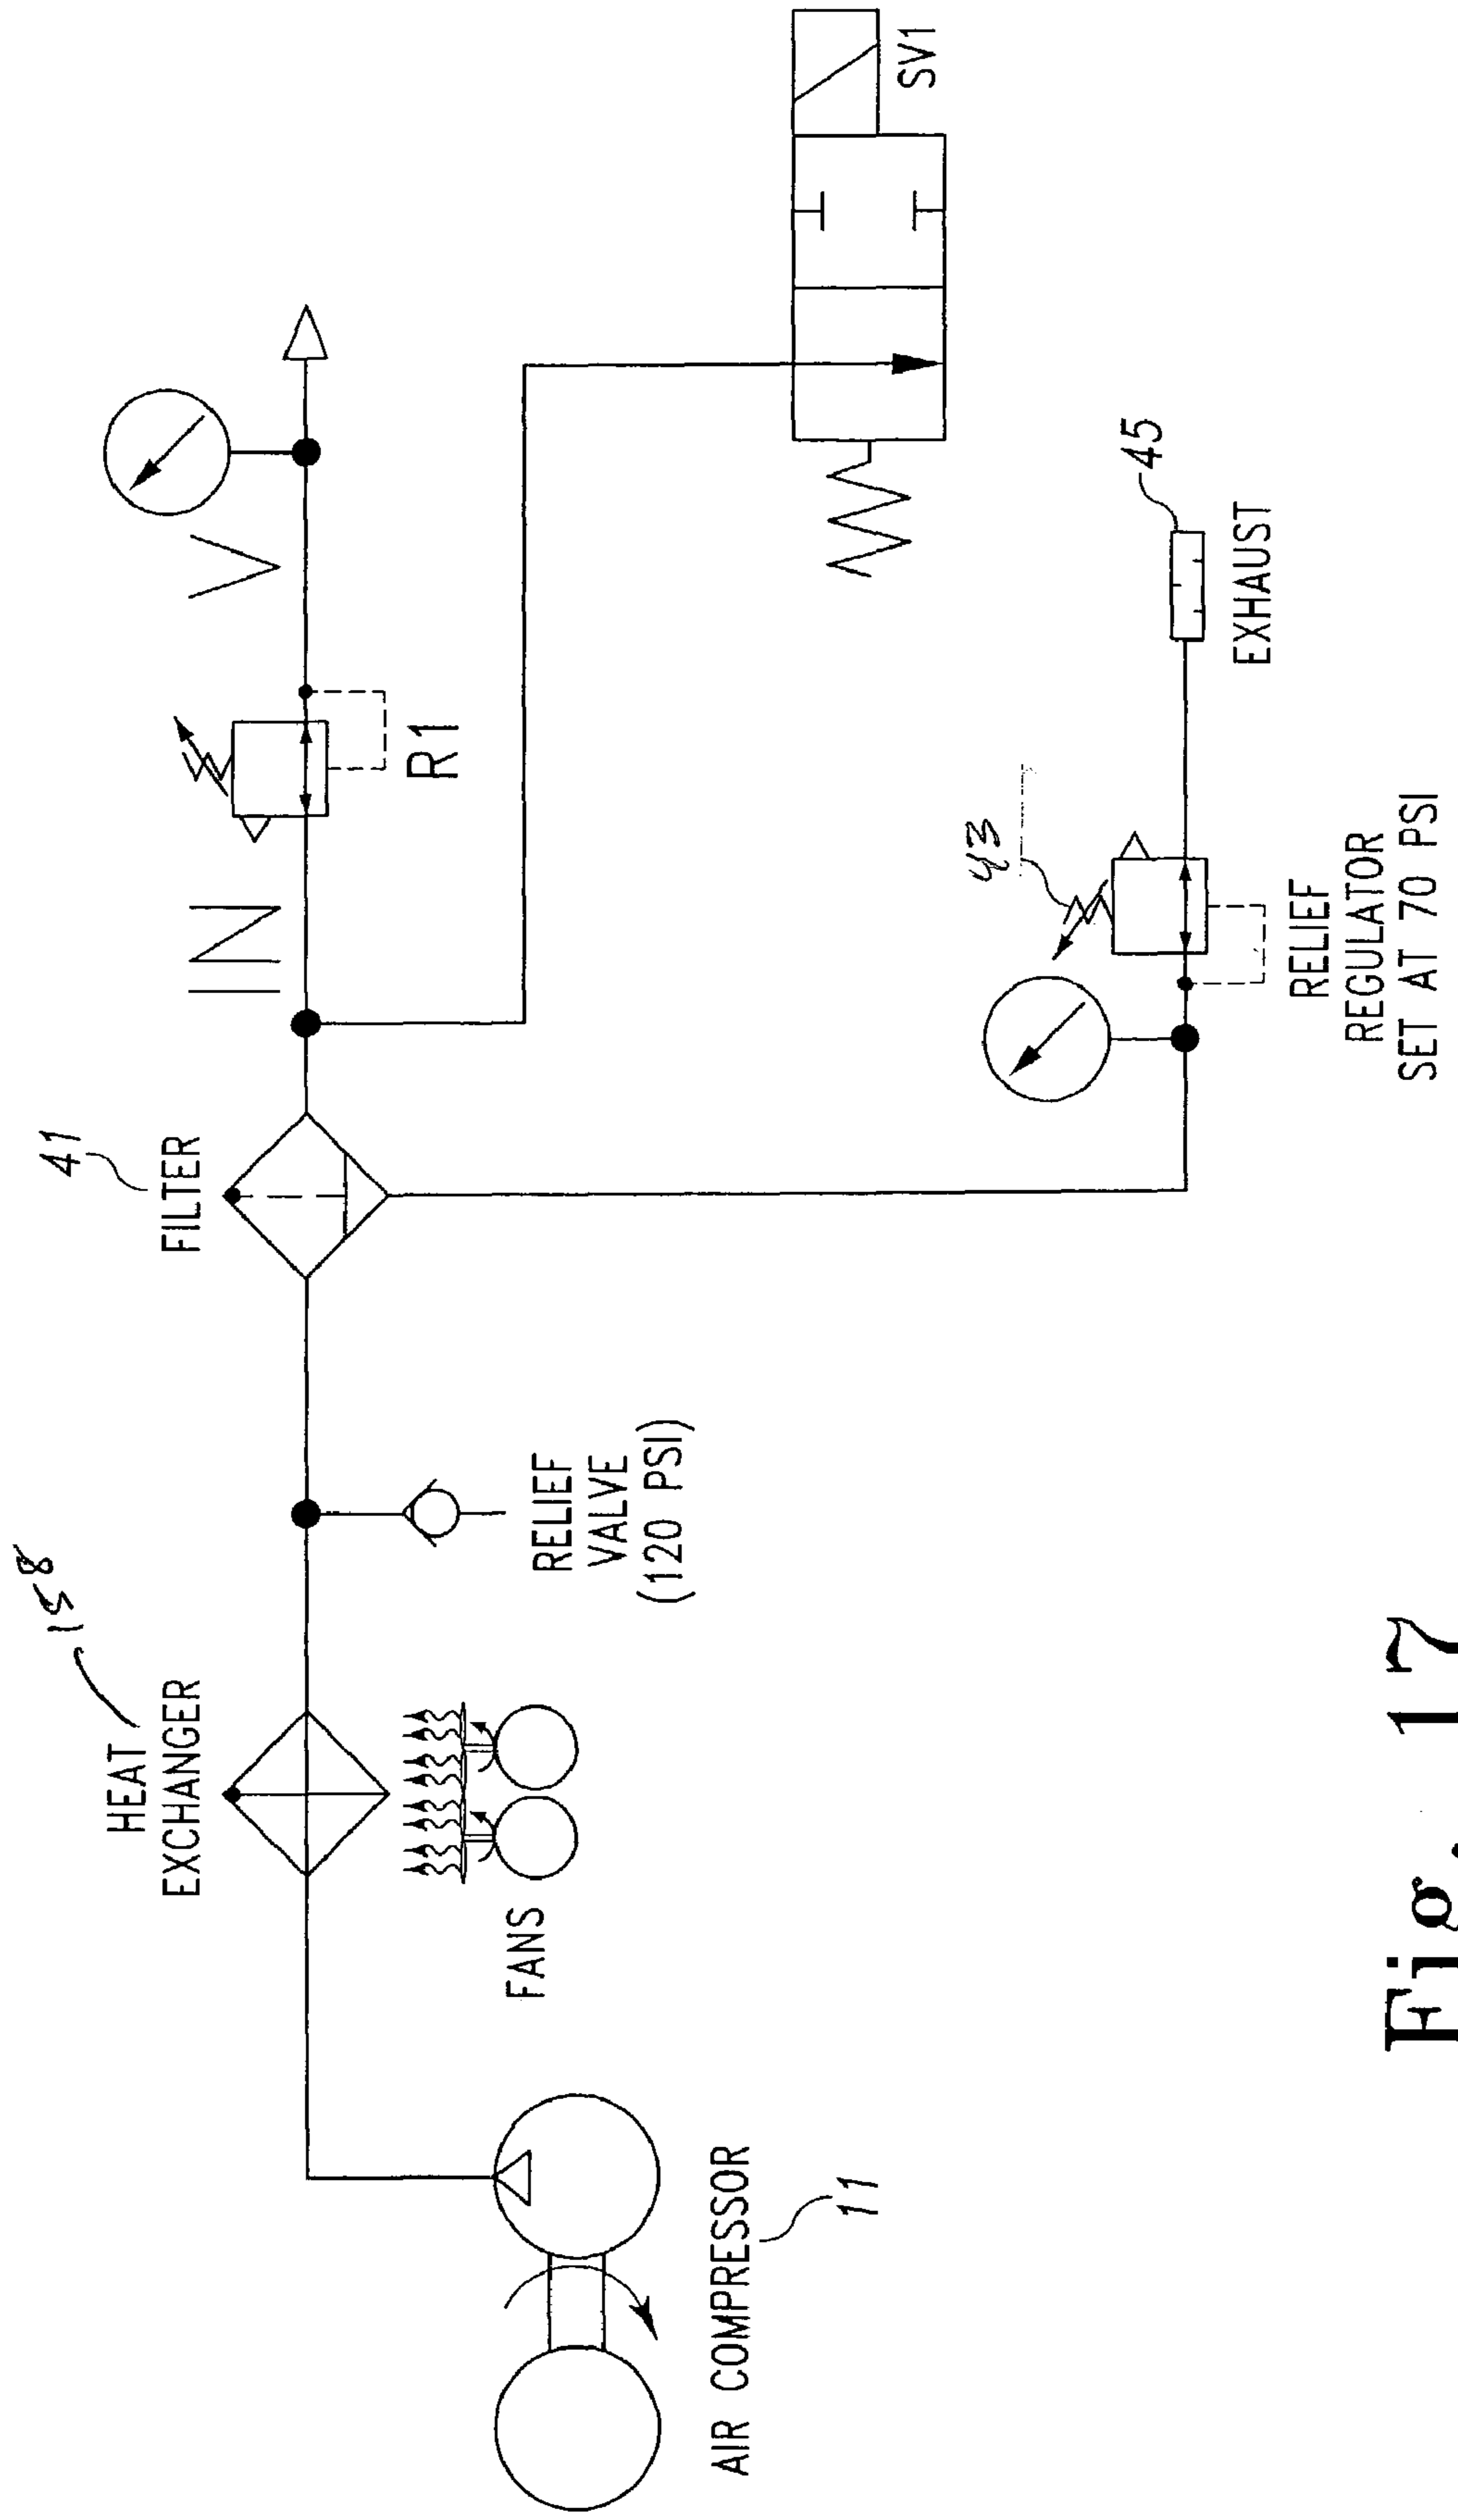 158
HEAT
EXCHANGER
41
FILTER
IN
V
R1
SV1
FANS
RELIEF
VALVE
(120 PSI)
AIR COMPRESSOR
11
43
45
EXHAUST
RELIEF
REGULATOR
SET AT 70 PSI
Fig. 17